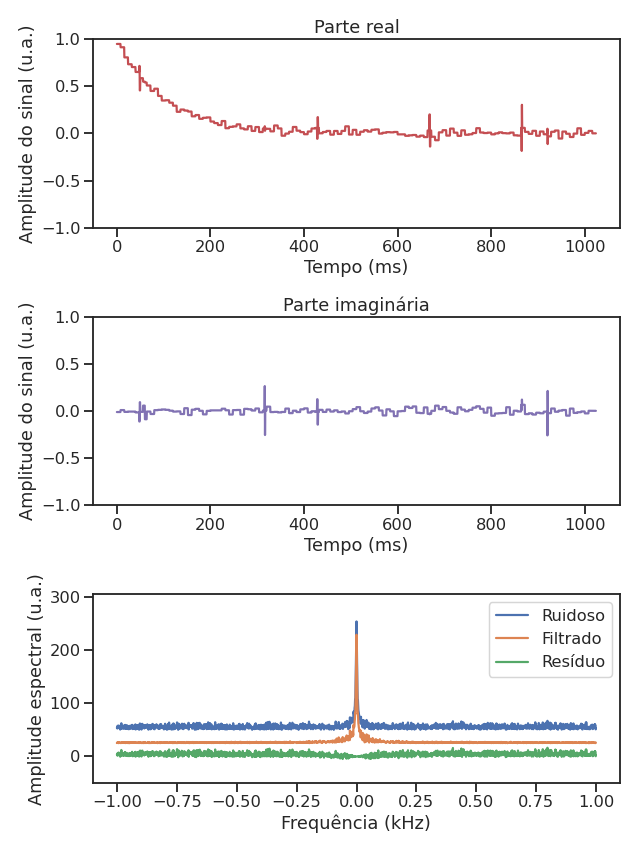 Parte real
Amplitude do sinal (u.a.)
1.0
0.5
0.0
−0.5
−1.0
0 200 400 600 800 1000
Tempo (ms)
Parte imaginária
Amplitude do sinal (u.a.)
1.0
0.5
0.0
−0.5
−1.0
0 200 400 600 800 1000
Tempo (ms)
Amplitude espectral (u.a.)
300
200
100
0
Ruidoso
Filtrado
Resíduo
−1.00 −0.75 −0.50 −0.25 0.00 0.25 0.50 0.75 1.00
Frequência (kHz)